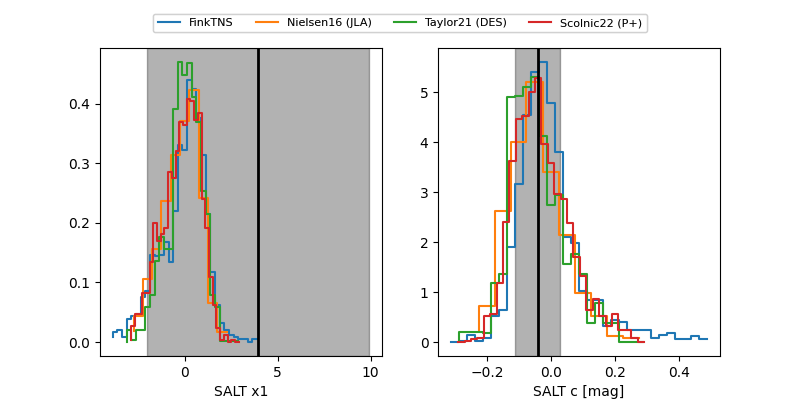 FinkTNS Nielsen16 (JLA) Taylor21 (DES) Scolnic22 (P+)
0.0
0.1
0.2
0.3
0.4
0 5 10
SALT x1
0
1
2
3
4
5
−0.2 0.0 0.2 0.4
SALT c [mag]